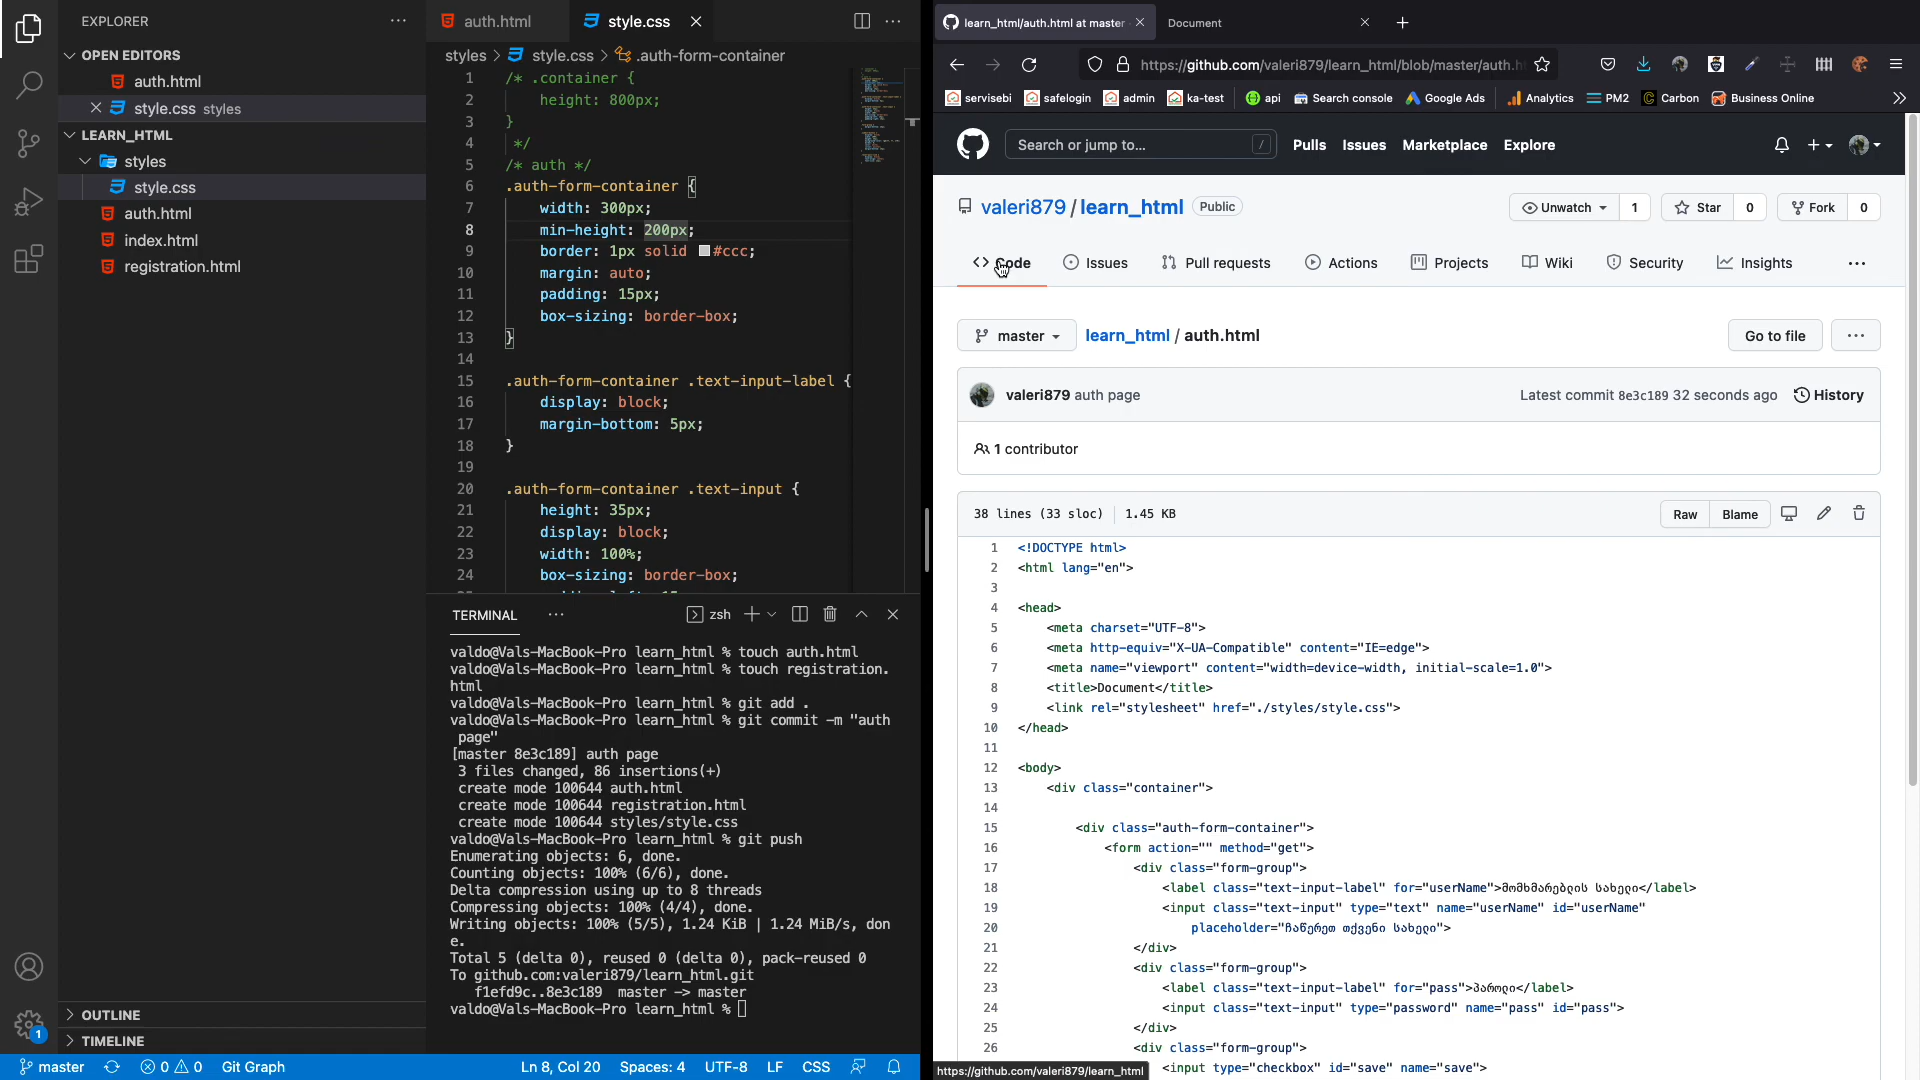 EXPLORER
OPEN EDITORS
auth.html
style.css styles
LEARN_HTML
styles
style.css
auth.html
index.html
registration.html
OUTLINE
TIMELINE
auth.html
style.css
styles > style.css > .auth-form-container
1 /* .container {
2 height: 800px;
3 }
4 */
5 /* auth */
6 .auth-form-container {
7 width: 300px;
8 min-height: 200px;
9 border: 1px solid #ccc;
10 margin: auto;
11 padding: 15px;
12 box-sizing: border-box;
13 }
14
15 .auth-form-container .text-input-label {
16 display: block;
17 margin-bottom: 5px;
18 }
19
20 .auth-form-container .text-input {
21 height: 35px;
22 display: block;
23 width: 100%;
24 box-sizing: border-box;
TERMINAL
zsh
valdo@Vals-MacBook-Pro learn_html % touch auth.html
valdo@Vals-MacBook-Pro learn_html % touch registration.
html
valdo@Vals-MacBook-Pro learn_html % git add .
valdo@Vals-MacBook-Pro learn_html % git commit -m "auth
page"
[master 8e3c189] auth page
3 files changed, 86 insertions(+)
create mode 100644 auth.html
create mode 100644 registration.html
create mode 100644 styles/style.css
valdo@Vals-MacBook-Pro learn_html % git push
Enumerating objects: 6, done.
Counting objects: 100% (6/6), done.
Delta compression using up to 8 threads
Compressing objects: 100% (4/4), done.
Writing objects: 100% (5/5), 1.24 KiB | 1.24 MiB/s, don
e.
Total 5 (delta 0), reused 0 (delta 0), pack-reused 0
To github.com:valeri879/learn_html.git
f1efd9c..8e3c189 master -> master
valdo@Vals-MacBook-Pro learn_html %
1
master 0 0 Git Graph Ln 8, Col 20 Spaces: 4 UTF-8 LF CSS
learn_html/auth.html at master
Document
https://github.com/valeri879/learn_html/blob/master/auth.h
servisebi safelogin admin ka-test api Search console Google Ads Analytics PM2 Carbon Business Online
Search or jump to... / Pulls Issues Marketplace Explore
valeri879 / learn_html Public
Unwatch 1 Star 0 Fork 0
Code Issues Pull requests Actions Projects Wiki Security Insights
master learn_html / auth.html Go to file
valeri879 auth page Latest commit 8e3c189 32 seconds ago History
1 contributor
38 lines (33 sloc) 1.45 KB Raw Blame
1 <!DOCTYPE html>
2 <html lang="en">
3
4 <head>
5 <meta charset="UTF-8">
6 <meta http-equiv="X-UA-Compatible" content="IE=edge">
7 <meta name="viewport" content="width=device-width, initial-scale=1.0">
8 <title>Document</title>
9 <link rel="stylesheet" href="./styles/style.css">
10 </head>
11
12 <body>
13 <div class="container">
14
15 <div class="auth-form-container">
16 <form action="" method="get">
17 <div class="form-group">
18 <label class="text-input-label" for="userName">მომხმარებლის სახელი</label>
19 <input class="text-input" type="text" name="userName" id="userName"
20 placeholder="ჩაწერეთ თქვენი სახელი">
21 </div>
22 <div class="form-group">
23 <label class="text-input-label" for="pass">პაროლი</label>
24 <input class="text-input" type="password" name="pass" id="pass">
25 </div>
26 <div class="form-group">
<input type="checkbox" id="save" name="save">
https://github.com/valeri879/learn_html